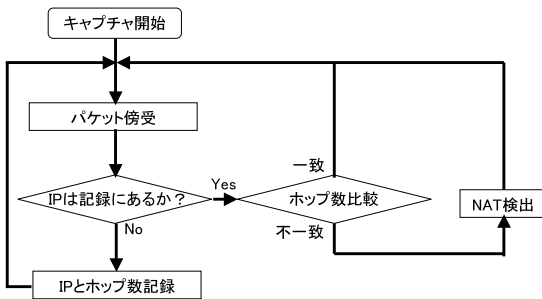 キャプチャ開始
パケット傍受
IPは記録にあるか？
Yes
No
IPとホップ数記録
一致
ホップ数比較
不一致
NAT検出